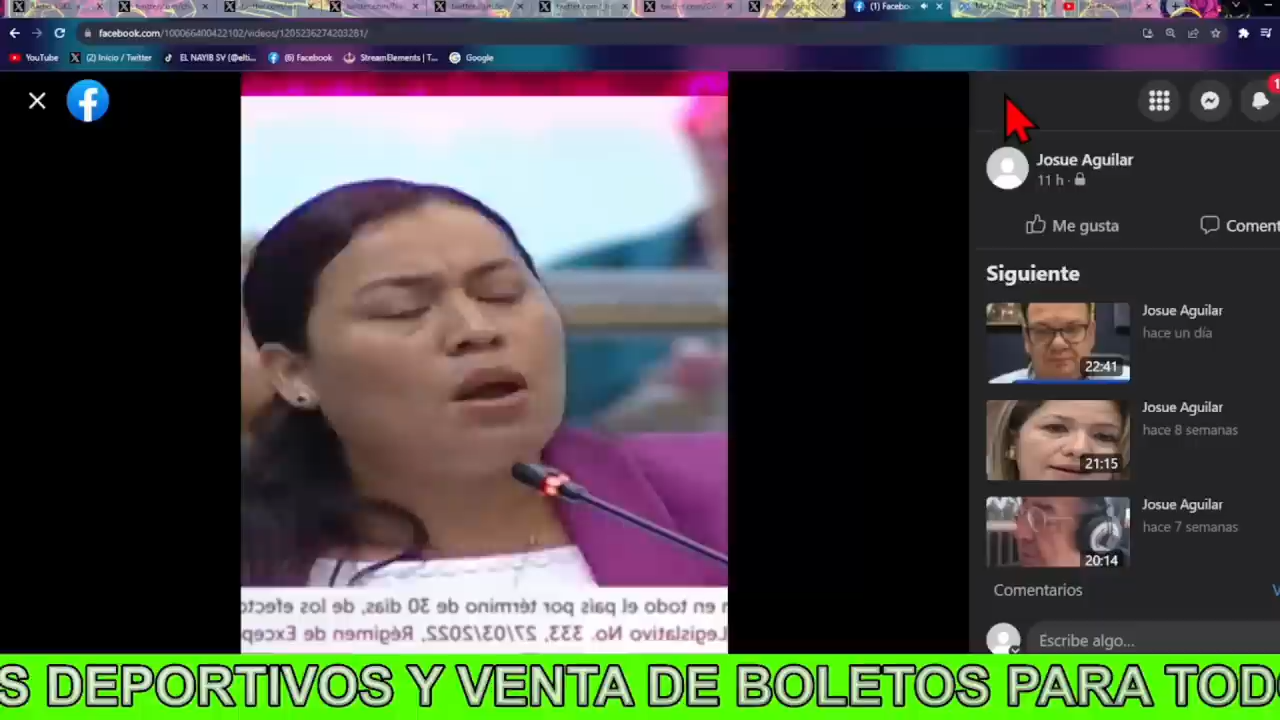 (1) Facebo
facebook.com/100066400422102/videos/1205236274203281/
YouTube
(2) Inicio / Twitter
EL NAYIB SV (@elti...
(6) Facebook
StreamElements | T...
Google
Josue Aguilar
11 h
Me gusta
Coment
Siguiente
Josue Aguilar
hace un día
22:41
Josue Aguilar
hace 8 semanas
21:15
Josue Aguilar
hace 7 semanas
20:14
Comentarios
V
Escribe algo...
n en todo el país por término de 30 días, de los efecto
Legislativo No. 333, 27/03/2022, Régimen de Excep
S DEPORTIVOS Y VENTA DE BOLETOS PARA TOD